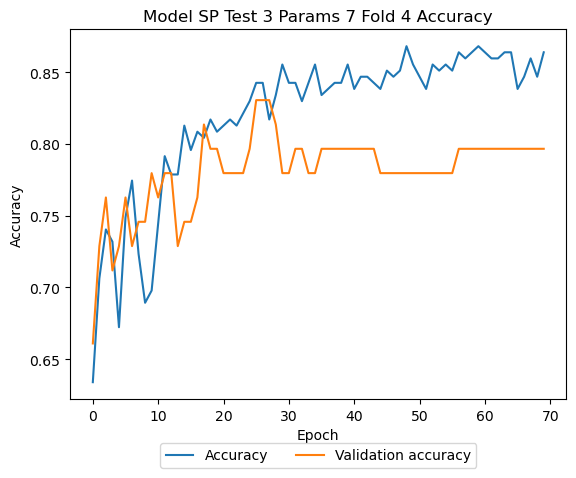 Model SP Test 3 Params 7 Fold 4 Accuracy
0.85
0.80
0.75
0.70
0.65
Accuracy
0 10 20 30 40 50 60 70
Epoch
Accuracy Validation accuracy